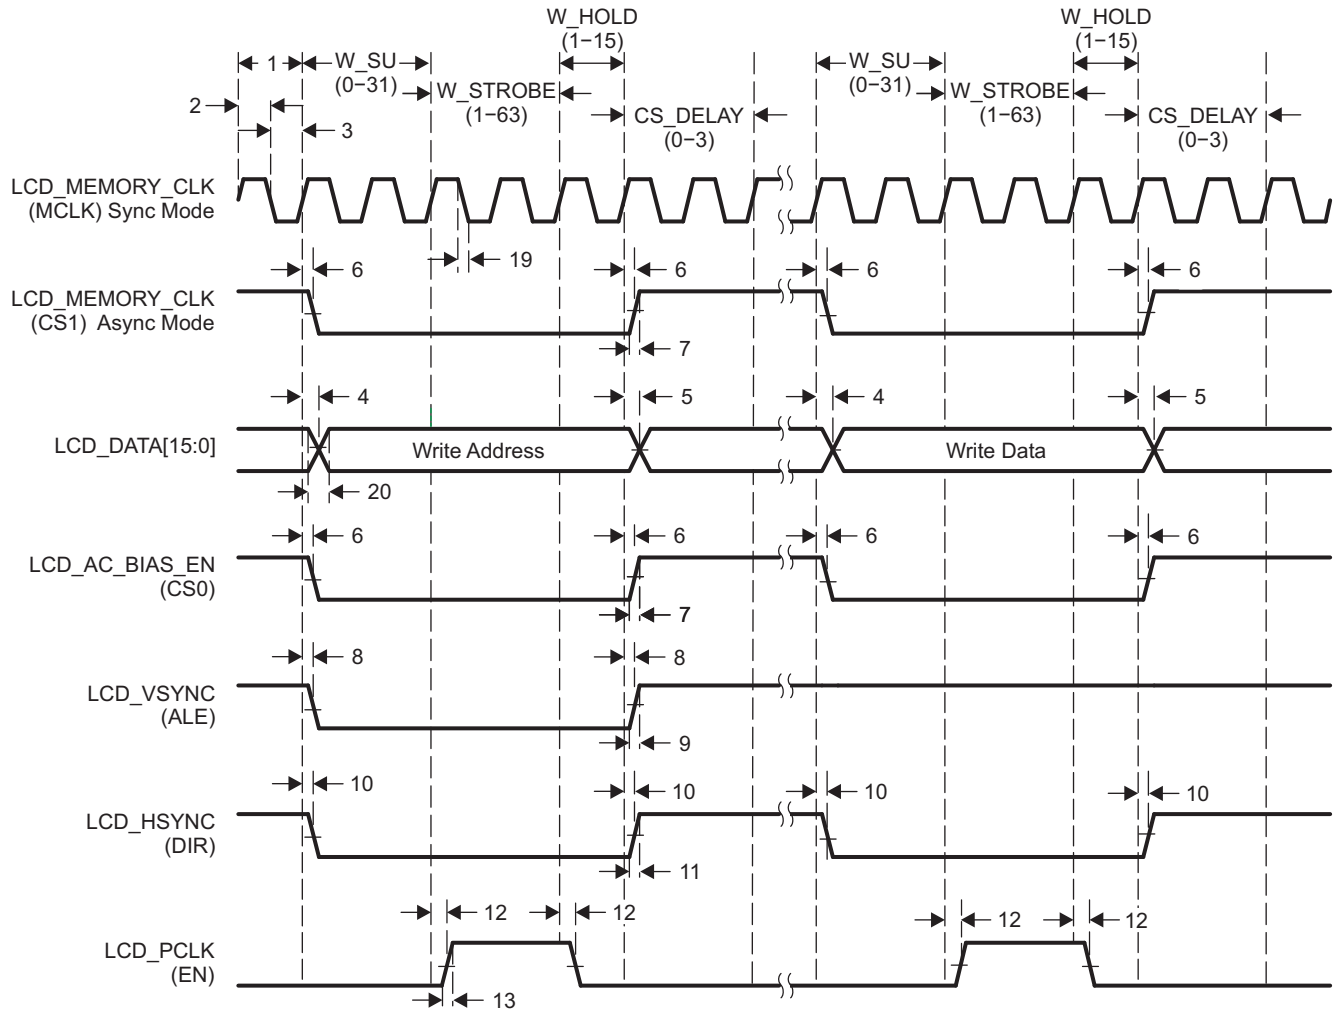 W_HOLD W_HOLD
(1−15) (1−15)
1 W_SU W_SU
(0−31) (0−31)
W_STROBE W_STROBE
(1−63) (1−63)
2 CS_DELAY CS_DELAY
3 (0−3) (0−3)
LCD_MEMORY_CLK
(MCLK) Sync Mode
19
6 6 6 6
LCD_MEMORY_CLK
(CS1) Async Mode
7
4 5 4 5
LCD_DATA[15:0] Write Address Write Data
20
6 6 6 6
LCD_AC_BIAS_EN
(CS0)
7
8 8
LCD_VSYNC
(ALE)
9
10 10 10 10
LCD_HSYNC
(DIR)
11
12 12 12 12
LCD_PCLK
(EN)
13